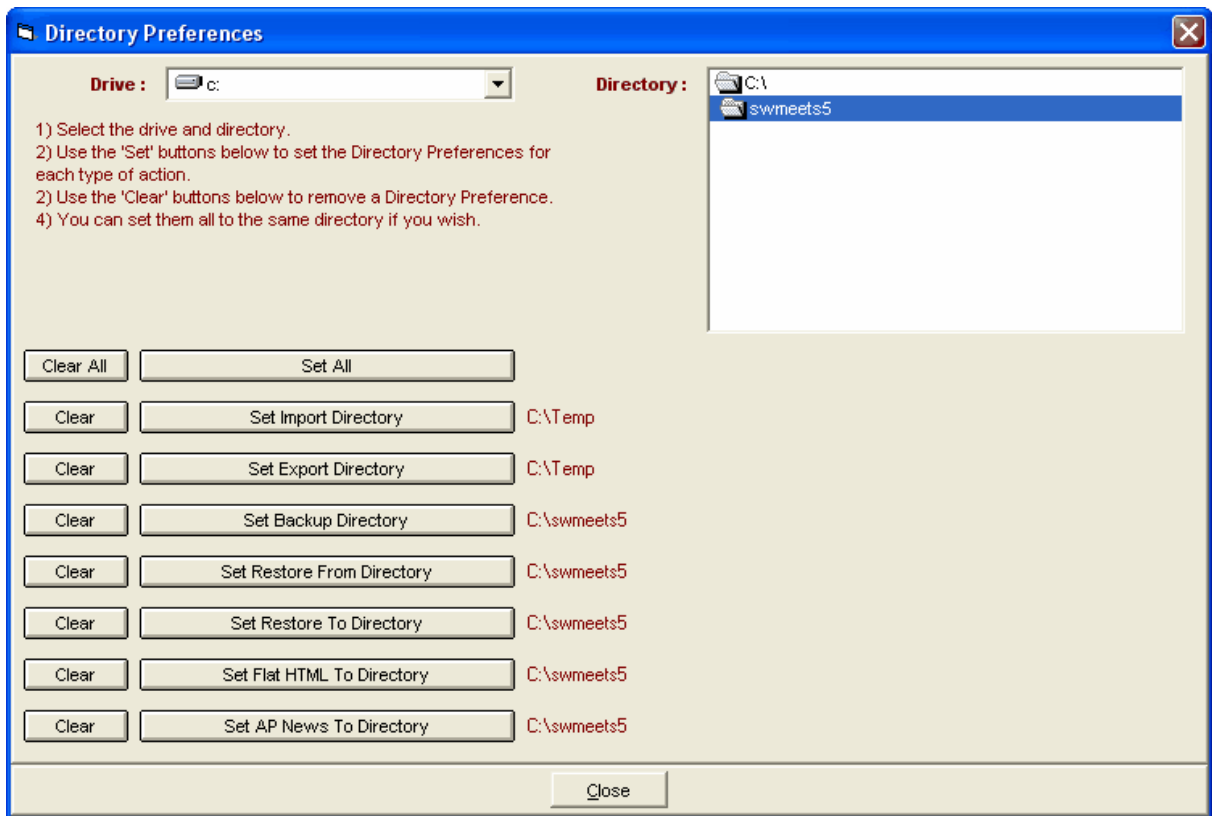 Directory Preferences
Drive :
c:
Directory :
C:\
swmeets5
1) Select the drive and directory.
2) Use the 'Set' buttons below to set the Directory Preferences for
each type of action.
2) Use the 'Clear' buttons below to remove a Directory Preference.
4) You can set them all to the same directory if you wish.
Clear All Set All
Clear Set Import Directory C:\Temp
Clear Set Export Directory C:\Temp
Clear Set Backup Directory C:\swmeets5
Clear Set Restore From Directory C:\swmeets5
Clear Set Restore To Directory C:\swmeets5
Clear Set Flat HTML To Directory C:\swmeets5
Clear Set AP News To Directory C:\swmeets5
Close